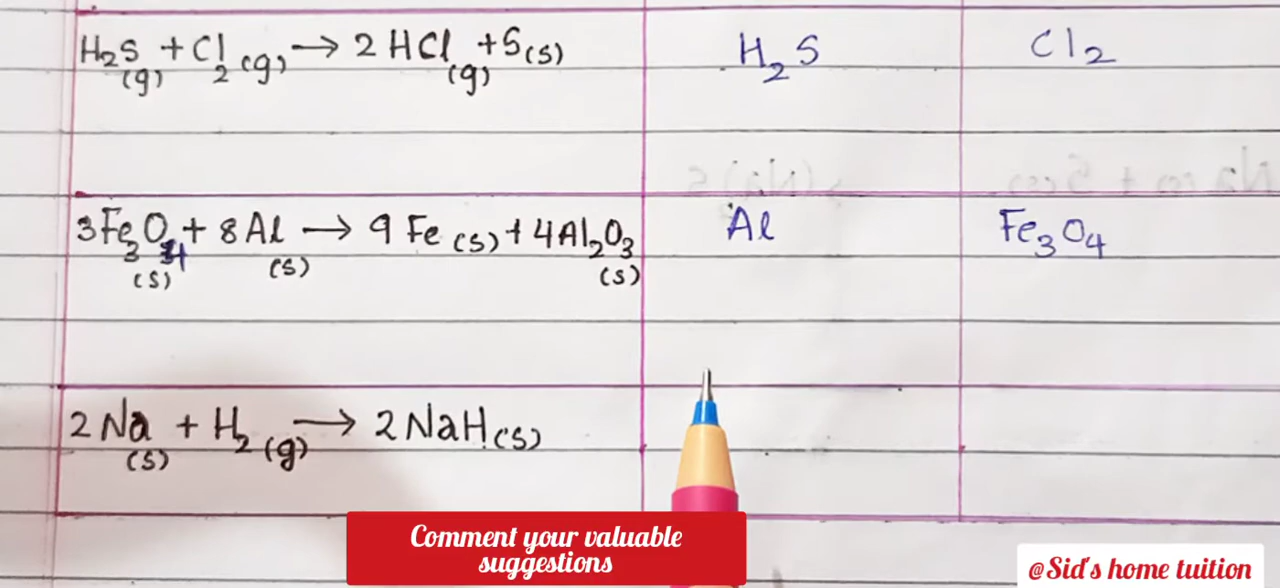 H₂S(g) + Cl₂(g) → 2HCl(g) + S(s) H₂S Cl₂
3Fe₃O₄(s) + 8Al(s) → 9Fe(s) + 4Al₂O₃(s) Al Fe₃O₄
2Na(s) + H₂(g) → 2NaH(s)
Comment your valuable
suggestions
@Sid's home tuition